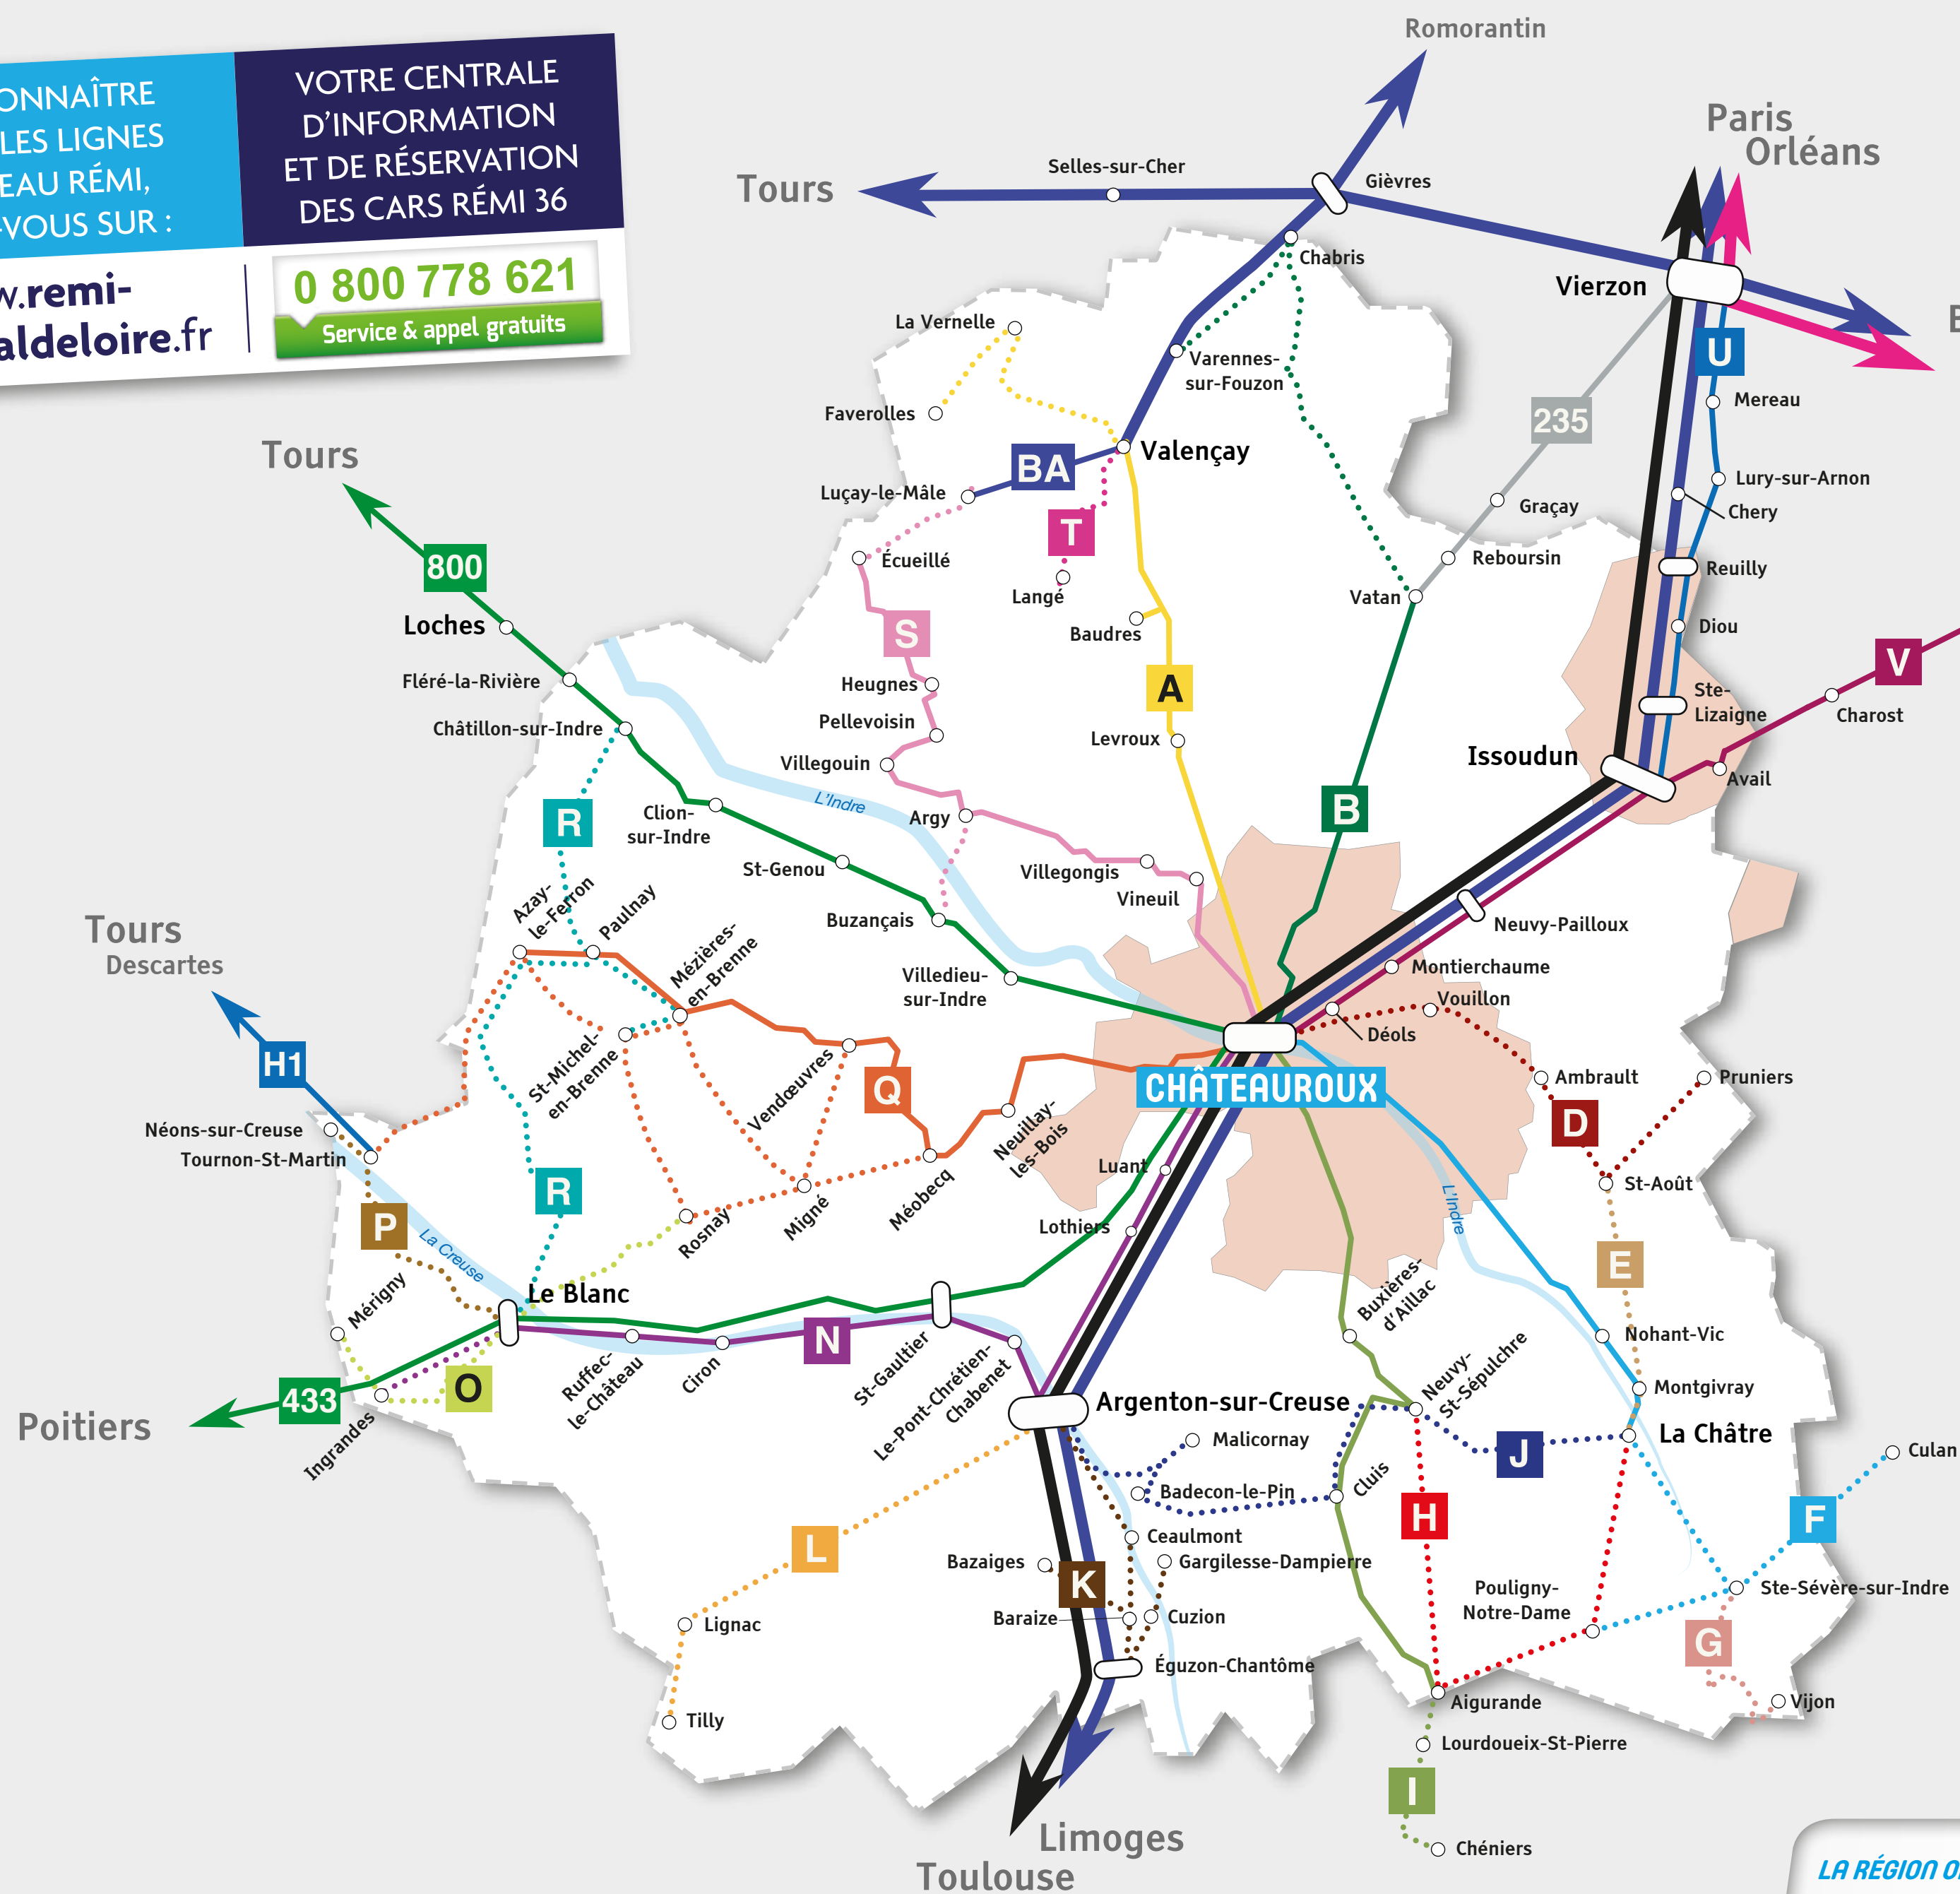 ONNAÎTRE
LES LIGNES
EAU RÉMI,
-VOUS SUR :
w.remi-
aldeloire.fr
VOTRE CENTRALE
D'INFORMATION
ET DE RÉSERVATION
DES CARS RÉMI 36
0 800 778 621
Service & appel gratuits
Romorantin
Paris
Orléans
Tours
Selles-sur-Cher
Gièvres
Chabris
Vierzon
La Vernelle
Varennes-
sur-Fouzon
U
Mereau
Faverolles
235
Tours
BA
Valençay
Luçay-le-Mâle
Lury-sur-Arnon
Graçay
Chery
T
800
Écueillé
Reboursin
Reuilly
Langé
Vatan
Loches
S
Baudres
Diou
V
Fléré-la-Rivière
Heugnes
A
Ste-
Lizaigne
Charost
Châtillon-sur-Indre
Pellevoisin
Levroux
Issoudun
Villegouin
Avail
R
L'Indre
B
Clion-
sur-Indre
Argy
St-Genou
Villegongis
Vineuil
Azay-
le-Ferron
Paulnay
Buzançais
Neuvy-Pailloux
Tours
Descartes
Mézières-
en-Brenne
Villedieu-
sur-Indre
Montierchaume
Vouillon
Déols
H1
St-Michel-
en-Brenne
Vendœuvres
Q
CHÂTEAUROUX
Ambrault
Pruniers
Néons-sur-Creuse
Tournon-St-Martin
Neuillay-
les-Bois
D
Luant
St-Août
R
Méobecq
Migné
Rosnay
Lothiers
L'Indre
P
La Creuse
E
Le Blanc
Buxières-
d'Aillac
Mérigny
N
Nohant-Vic
Ruffec-
le-Château
Ciron
St-Gaultier
Le-Pont-Chrétien-
Chabenet
Neuvy-
St-Sépulchre
O
433
Montgivray
Poitiers
Ingrandes
Argenton-sur-Creuse
La Châtre
Malicornay
J
Culan
Badecon-le-Pin
Cluis
H
F
L
Ceaulmont
Bazaiges
Gargilesse-Dampierre
K
Pouligny-
Notre-Dame
Ste-Sévère-sur-Indre
Baraize
Cuzion
Lignac
G
Éguzon-Chantôme
Aigurande
Vijon
Tilly
Lourdoueix-St-Pierre
I
Limoges
Chéniers
Toulouse
LA RÉGION